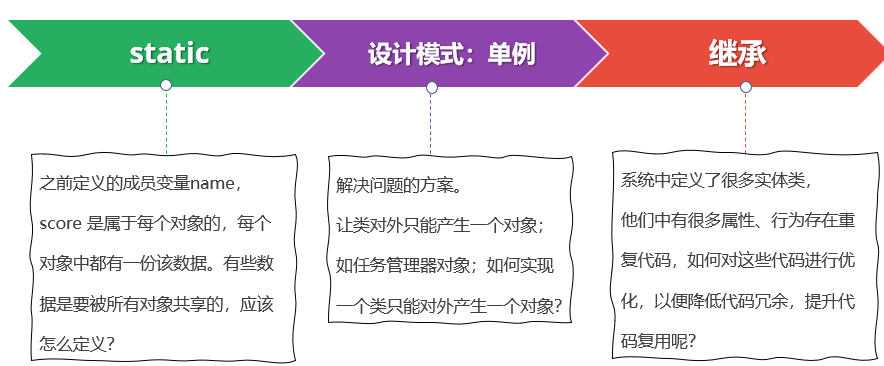 static
设计模式：单例
继承
之前定义的成员变量name，
score 是属于每个对象的，每个
对象中都有一份该数据。有些数
据是要被所有对象共享的，应该
怎么定义？
解决问题的方案。
让类对外只能产生一个对象；
如任务管理器对象；如何实现
一个类只能对外产生一个对象？
系统中定义了很多实体类，
他们中有很多属性、行为存在重
复代码，如何对这些代码进行优
化，以便降低代码冗余，提升代
码复用呢？